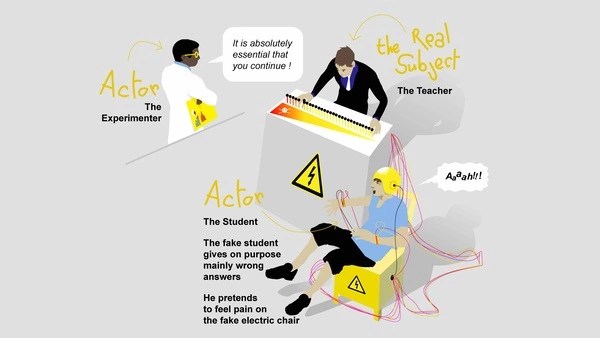 It is absolutely
essential that
you continue !
the Real
Subject
The Teacher
Actor
The
Experimenter
Aaaah!!!
Actor
The Student
The fake student
gives on purpose
mainly wrong
answers
He pretends
to feel pain on
the fake electric chair